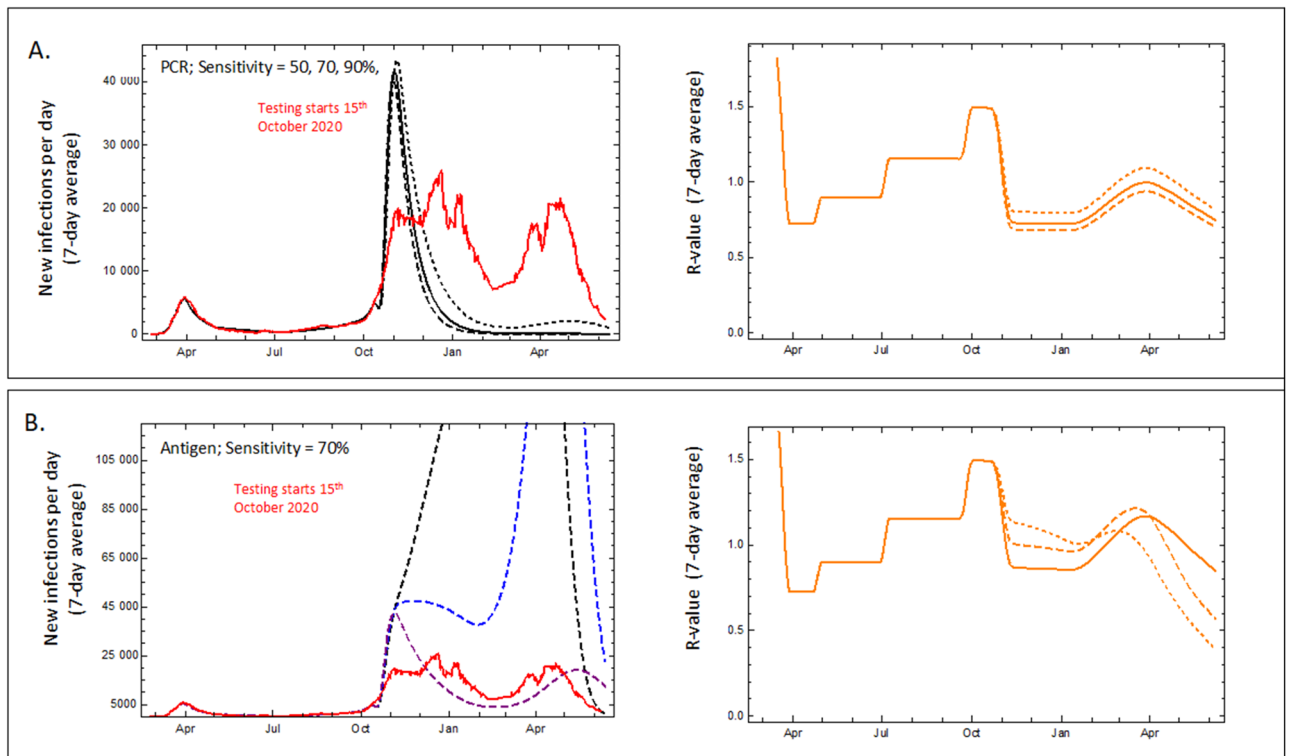 A.
PCR; Sensitivity = 50, 70, 90%,
Testing starts 15th
October 2020
New infections per day
(7-day average)
40 000
30 000
20 000
10 000
0
Apr
Jul
Oct
Jan
Apr
R-value (7-day average)
1.5
1.0
0.5
0.0
Apr
Jul
Oct
Jan
Apr
B.
Antigen; Sensitivity = 70%
Testing starts 15th
October 2020
New infections per day
(7-day average)
105 000
85 000
65 000
45 000
25 000
5000
Apr
Jul
Oct
Jan
Apr
R-value (7-day average)
1.5
1.0
0.5
0.0
Apr
Jul
Oct
Jan
Apr